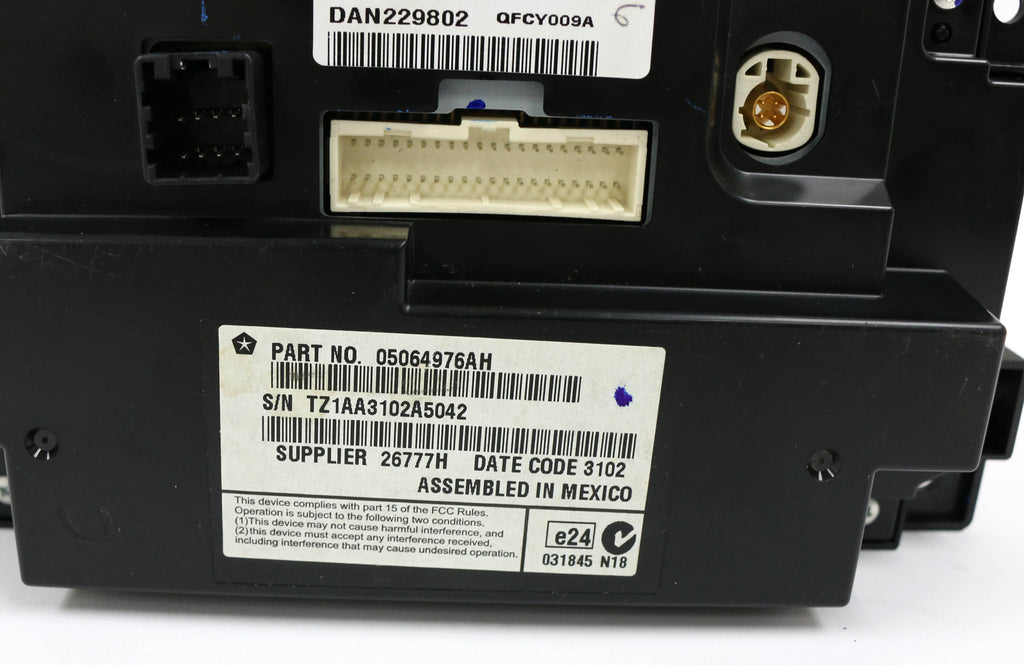 DAN229802 QFCY009A 6
PART NO. 05064976AH
S/N TZ1AA3102A5042
SUPPLIER 26777H DATE CODE 3102
ASSEMBLED IN MEXICO
This device complies with part 15 of the FCC Rules.
Operation is subject to the following two conditions.
(1)This device may not cause harmful interference, and
(2)this device must accept any interference received,
including interference that may cause undesired operation.
e24
031845 N18